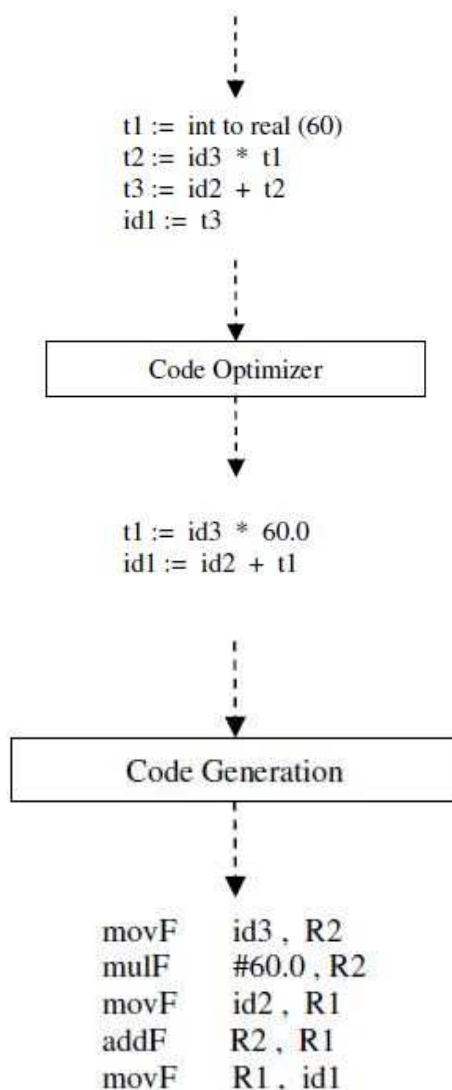 t1 := int to real (60)
t2 := id3 * t1
t3 := id2 + t2
id1 := t3
Code Optimizer
t1 := id3 * 60.0
id1 := id2 + t1
Code Generation
movF id3 , R2
mulF #60.0 , R2
movF id2 , R1
addF R2 , R1
movF R1 , id1